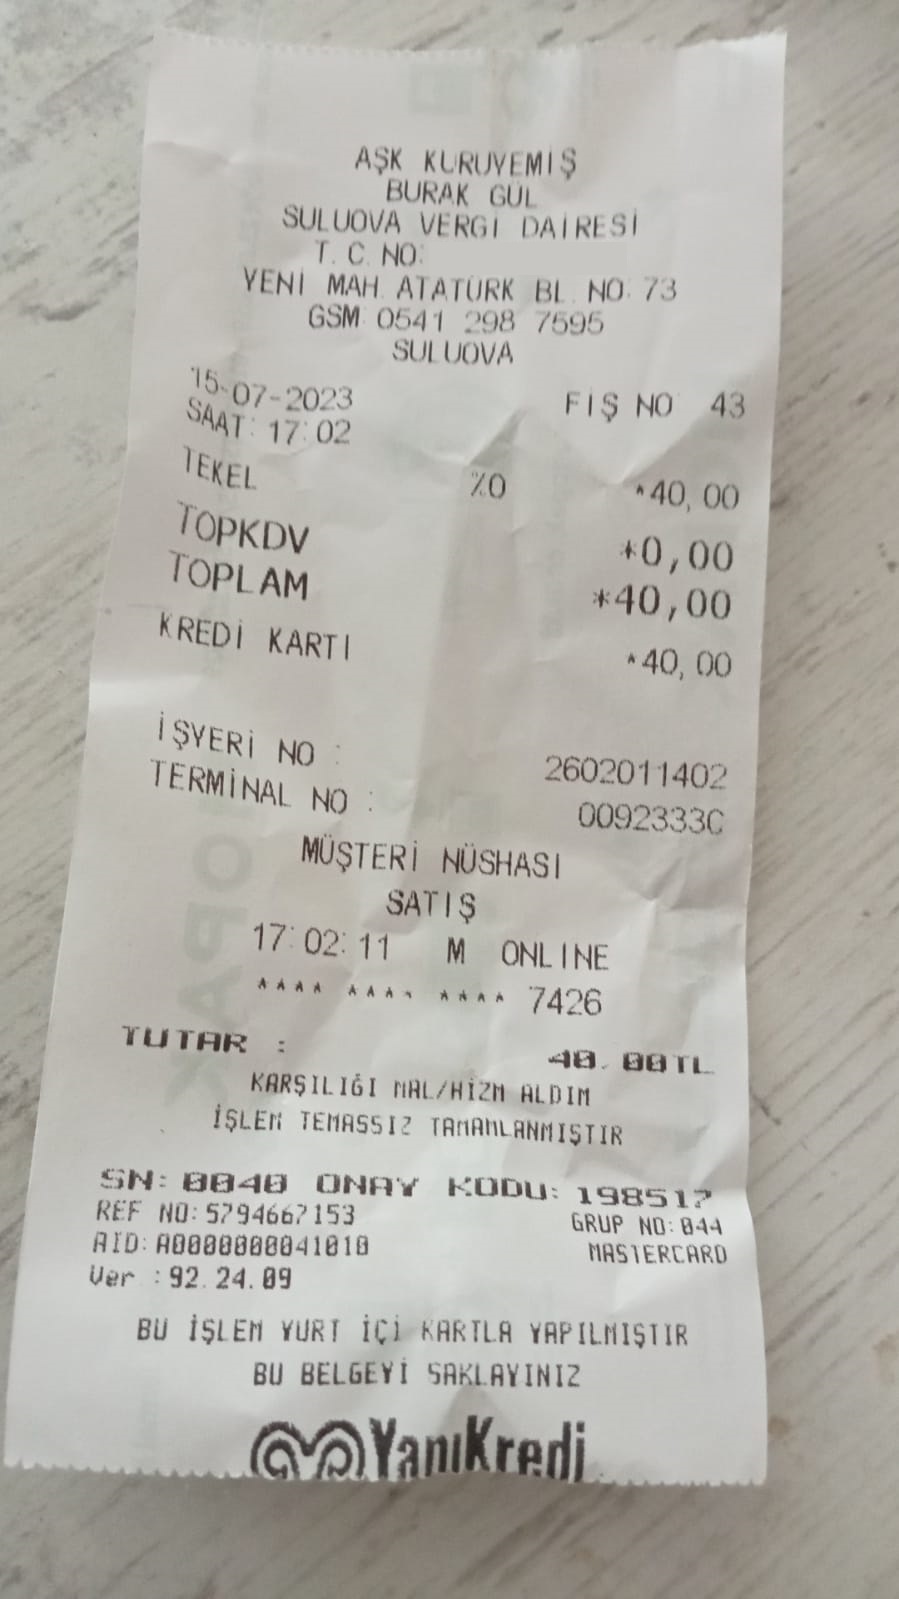 AŞK KURUYEMİŞ
BURAK GÜL
SULUOVA VERGİ DAİRESİ
T. C. NO:
YENİ MAH. ATATÜRK BL. NO: 73
GSM: 0541 298 7595
SULUOVA
15-07-2023 FİŞ NO 43
SAAT: 17:02
TEKEL %0 *40,00
TOPKDV *0,00
TOPLAM *40,00
KREDİ KARTI *40,00
İŞYERİ NO : 2602011402
TERMİNAL NO : 0092333C
MÜŞTERİ NÜSHASI
SATIŞ
17:02:11 M ONLINE
**** **** **** 7426
TUTAR : 40.00TL
KARŞILIĞI MAL/HİZM ALDIM
İŞLEM TEMASSIZ TAMAMLANMIŞTIR
SN: 0040 ONAY KODU: 198517
REF NO:5794667153 GRUP NO:044
AID:A0000000041010 MASTERCARD
Ver :92.24.09
BU İŞLEM YURT İÇİ KARTLA YAPILMIŞTIR
BU BELGEYİ SAKLAYINIZ
YapıKredi